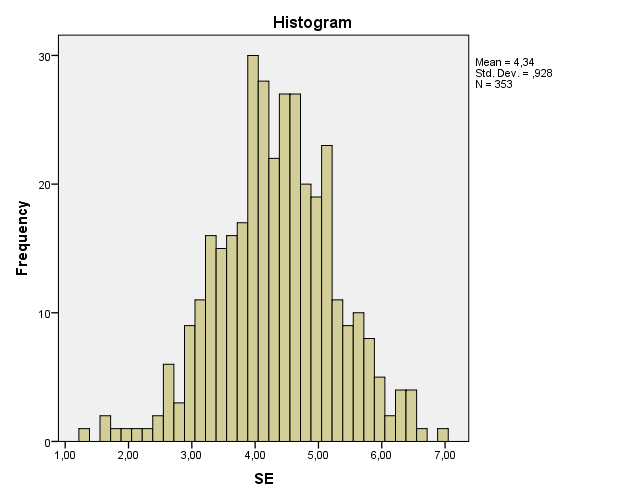 Histogram
Mean = 4,34
Std. Dev. = ,928
N = 353
Frequency
30
20
10
0
1,00 2,00 3,00 4,00 5,00 6,00 7,00
SE